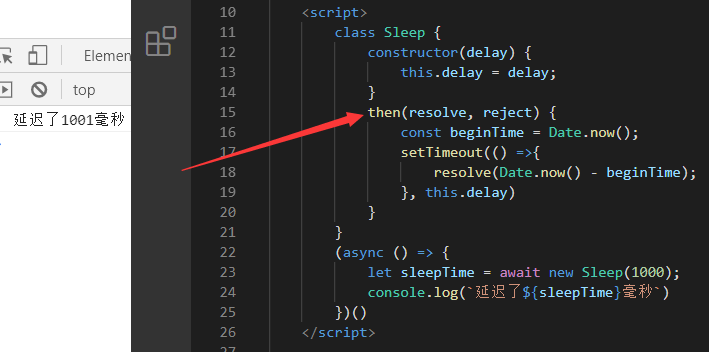 Elemen
top
延迟了1001毫秒
10 <script>
11 class Sleep {
12 constructor(delay) {
13 this.delay = delay;
14 }
15 then(resolve, reject) {
16 const beginTime = Date.now();
17 setTimeout(() =>{
18 resolve(Date.now() - beginTime);
19 }, this.delay)
20 }
21 }
22 (async () => {
23 let sleepTime = await new Sleep(1000);
24 console.log(`延迟了${sleepTime}毫秒`)
25 })()
26 </script>
27